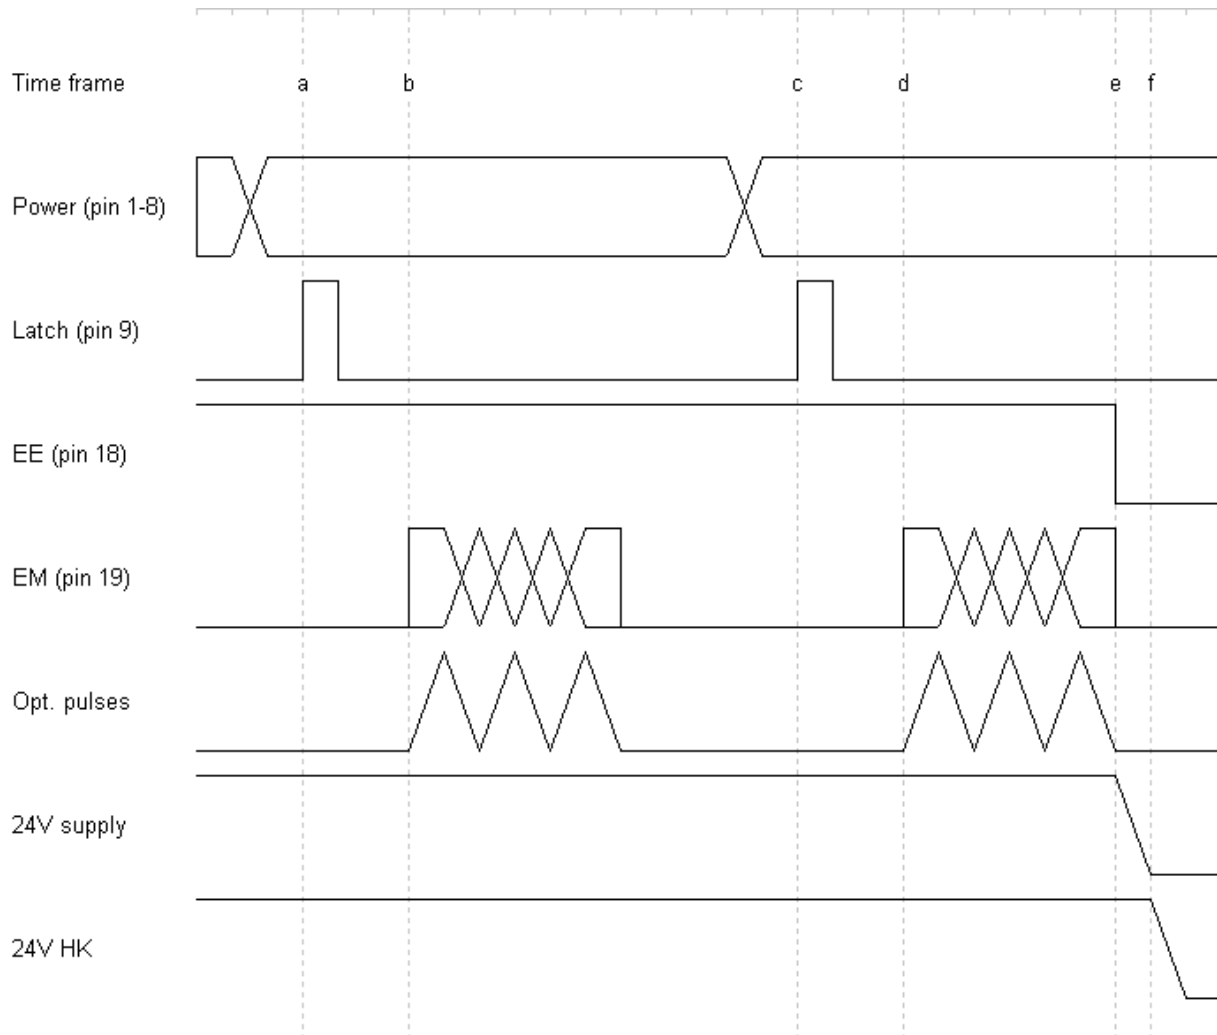 Time frame a b c d e f
Power (pin 1-8)
Latch (pin 9)
EE (pin 18)
EM (pin 19)
Opt. pulses
24V supply
24V HK